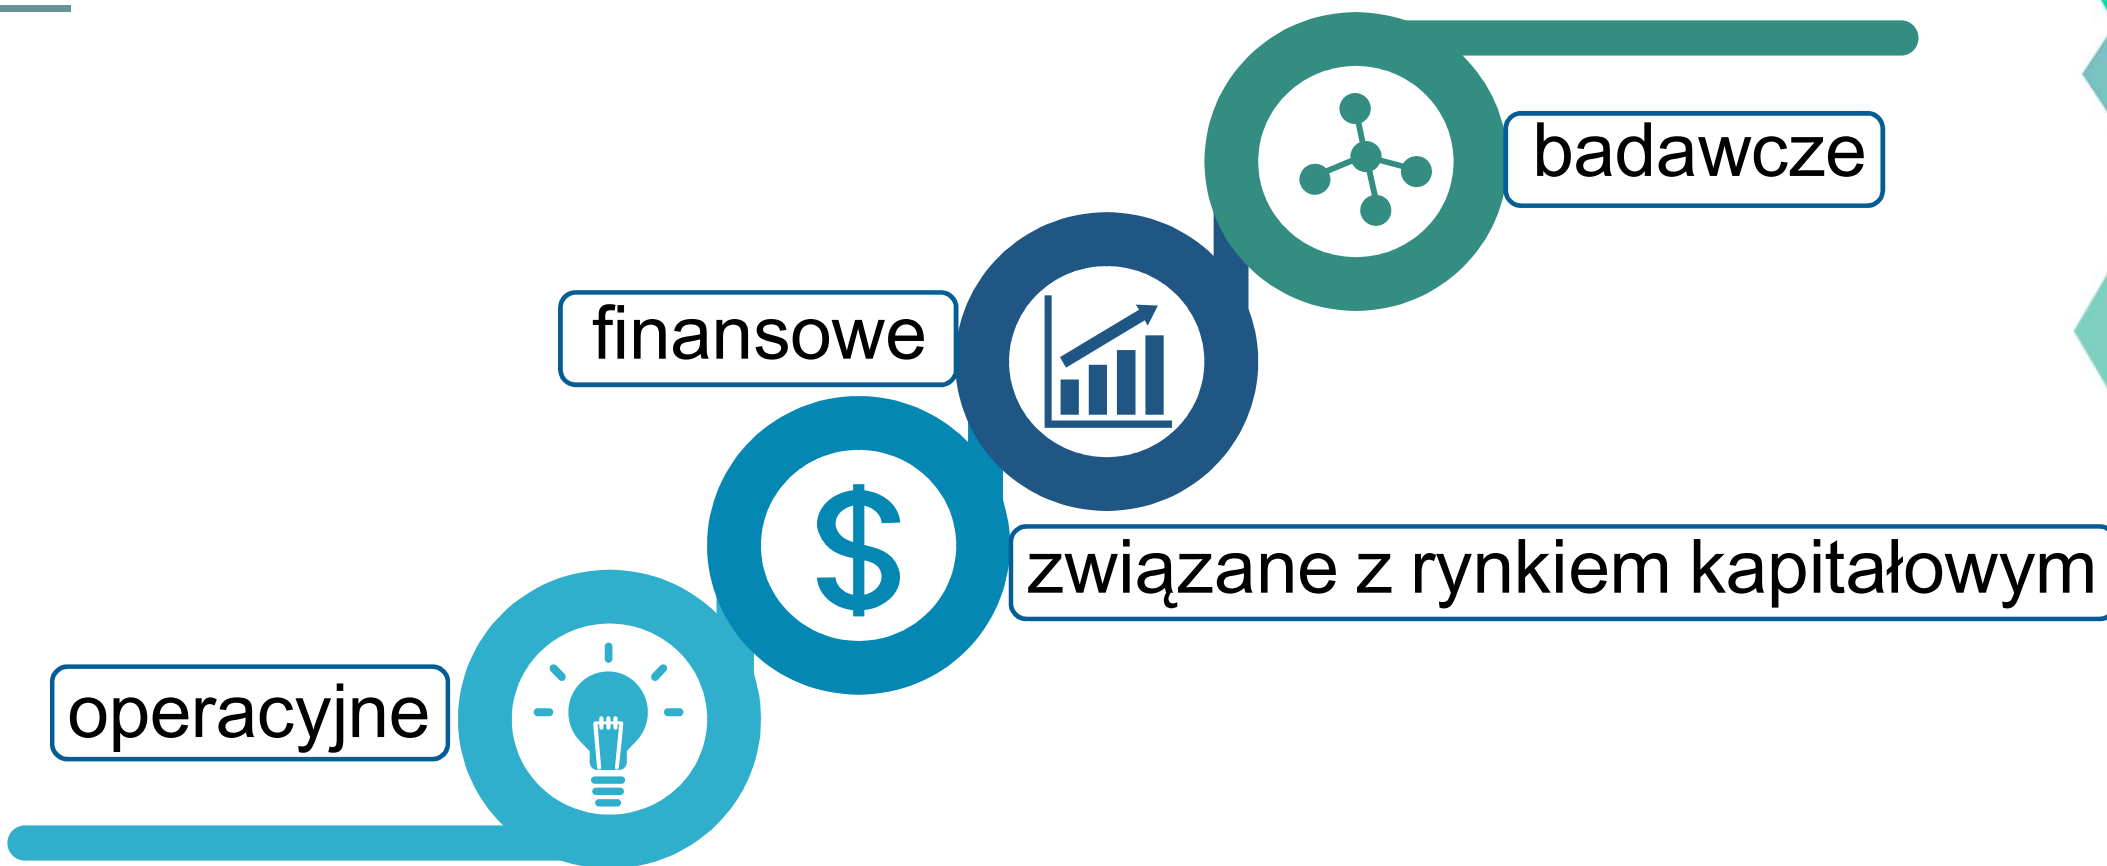 badawcze
finansowe
związane z rynkiem kapitałowym
operacyjne